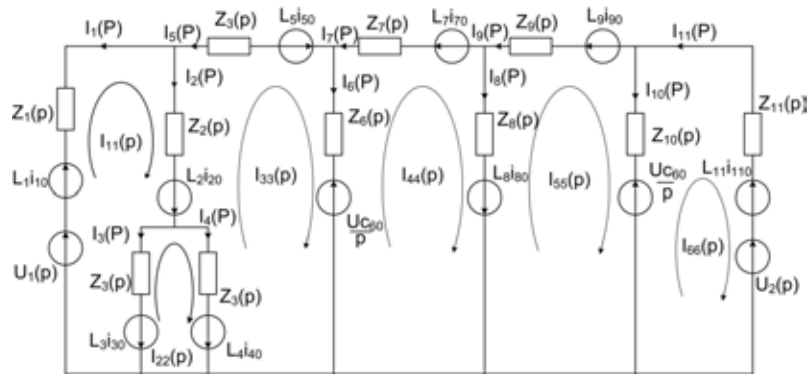 Z₃(p) L₅i₅₀ Z₇(p) L₇i₇₀ Z₉(p) L₉i₉₀
I₁(P) I₅(P) I₇(P) I₉(P) I₁₁(P)
I₂(P) I₆(P) I₈(P) I₁₀(P)
Z₁(p) I₁₁(p) Z₂(p) Z₆(p) Z₈(p) Z₁₀(p) Z₁₁(p)
L₁i₁₀ L₂i₂₀ I₃₃(p) I₄₄(p) L₈i₈₀ I₅₅(p) Uc₆₀ L₁₁i₁₁₀
p
I₃(P) I₄(P) Uc₆₀
p
U₁(p) Z₃(p) Z₃(p) I₆₆(p) U₂(p)
L₃i₃₀ I₂₂(p) L₄i₄₀